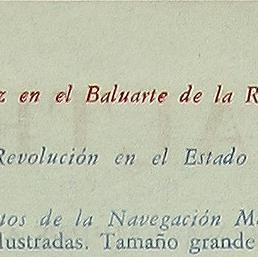 z en el Baluarte de la R
Revolución en el Estado
tos de la Navegación M
lustradas. Tamaño grande